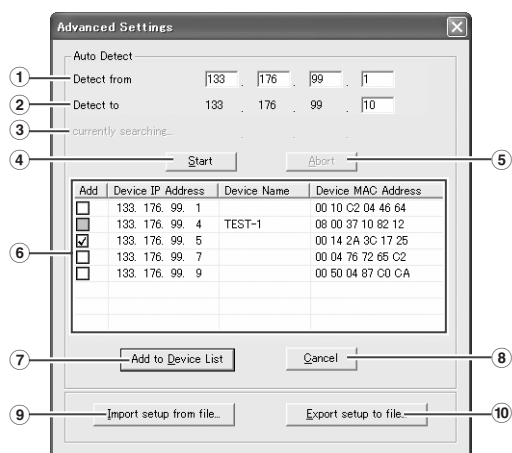 Advanced Settings
Auto Detect
① Detect from 133 . 176 . 99 . 1
② Detect to 133 . 176 . 99 . 10
③ currently searching... . . .
④ Start Abort ⑤
Add Device IP Address Device Name Device MAC Address
133. 176. 99. 1 00 10 C2 04 46 64
133. 176. 99. 4 TEST-1 08 00 37 10 82 12
⑥ 133. 176. 99. 5 00 14 2A 3C 17 25
133. 176. 99. 7 00 04 76 72 65 C2
133. 176. 99. 9 00 50 04 87 C0 CA
⑦ Add to Device List Cancel ⑧
⑨ Import setup from file... Export setup to file... ⑩